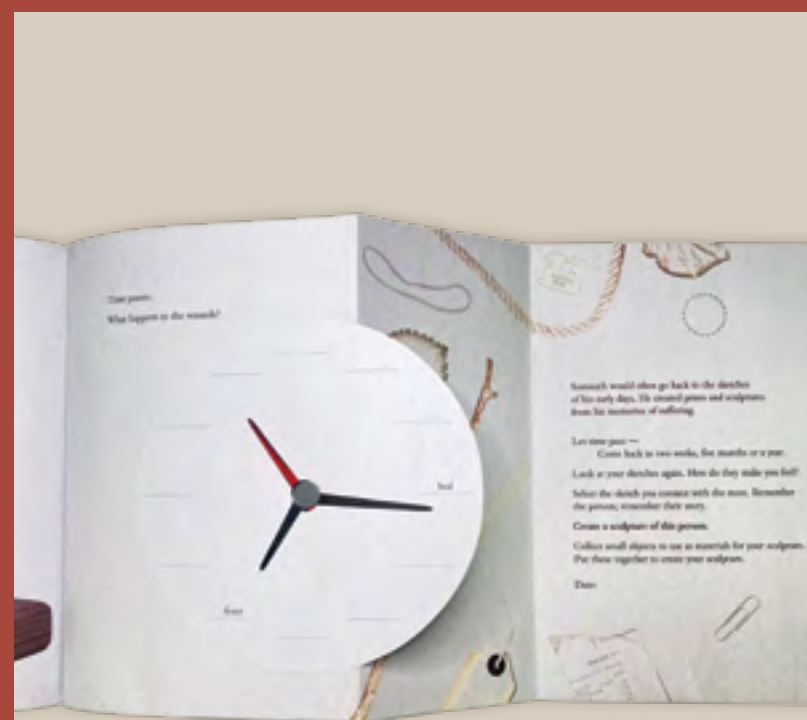 Time passes.
What happens to the wounds?
heal
fester
Somnath would often go back to the sketches
of his early days. He created prints and sculptures
from his memories of suffering.
Let time pass —
Come back in two weeks, five months or a year.
Look at your sketches again. How do they make you feel?
Select the sketch you connect with the most. Remember
the person; remember their story.
Create a sculpture of this person.
Collect small objects to use as materials for your sculpture.
Put these together to create your sculpture.
Date: